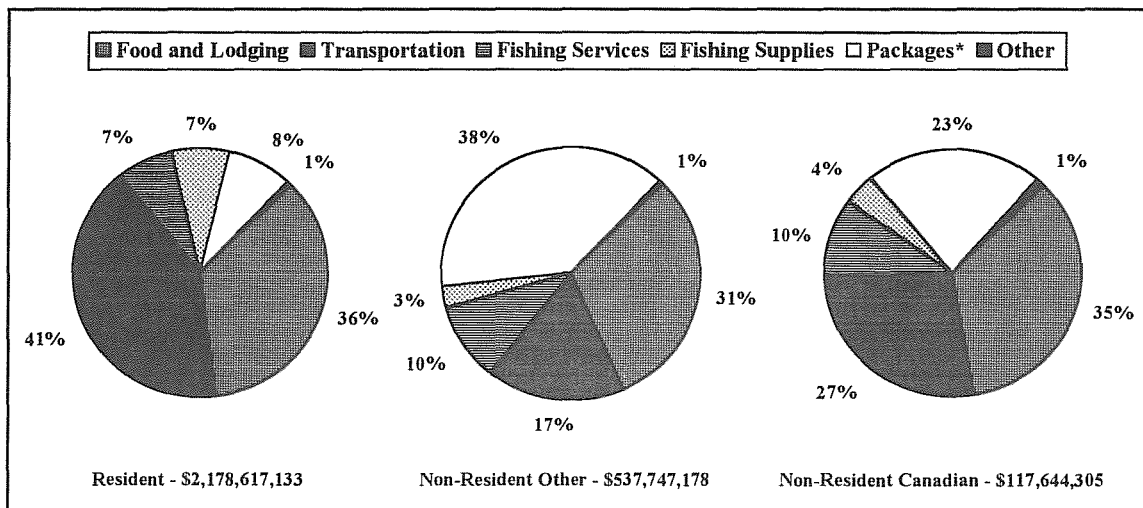 Food and Lodging Transportation Fishing Services Fishing Supplies Packages* Other
7% 7% 8% 1% 41% 36%
38% 1% 3% 31% 10% 17%
23% 1% 4% 10% 35% 27%
Resident - $2,178,617,133
Non-Resident Other - $537,747,178
Non-Resident Canadian - $117,644,305